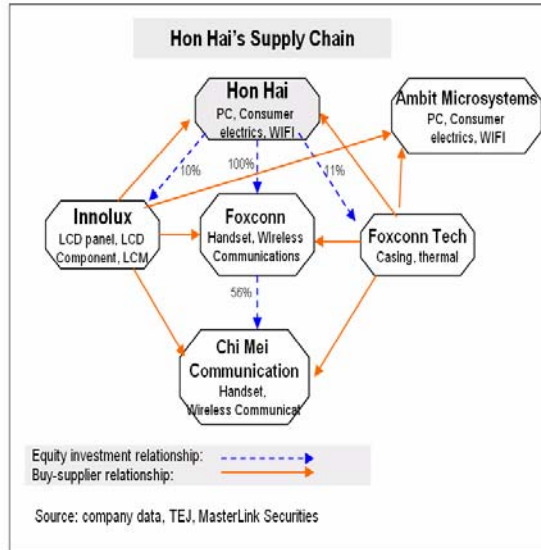 Hon Hai's Supply Chain
Hon Hai
PC, Consumer
electrics, WIFI
Ambit Microsystems
PC, Consumer
electrics, WIFI
10%
100%
11%
Innolux
LCD panel, LCD
Component, LCM
Foxconn
Handset, Wireless
Communications
Foxconn Tech
Casing, thermal
56%
Chi Mei
Communication
Handset,
Wireless Communicat
Equity investment relationship:
Buy-supplier relationship:
Source: company data, TEJ, MasterLink Securities